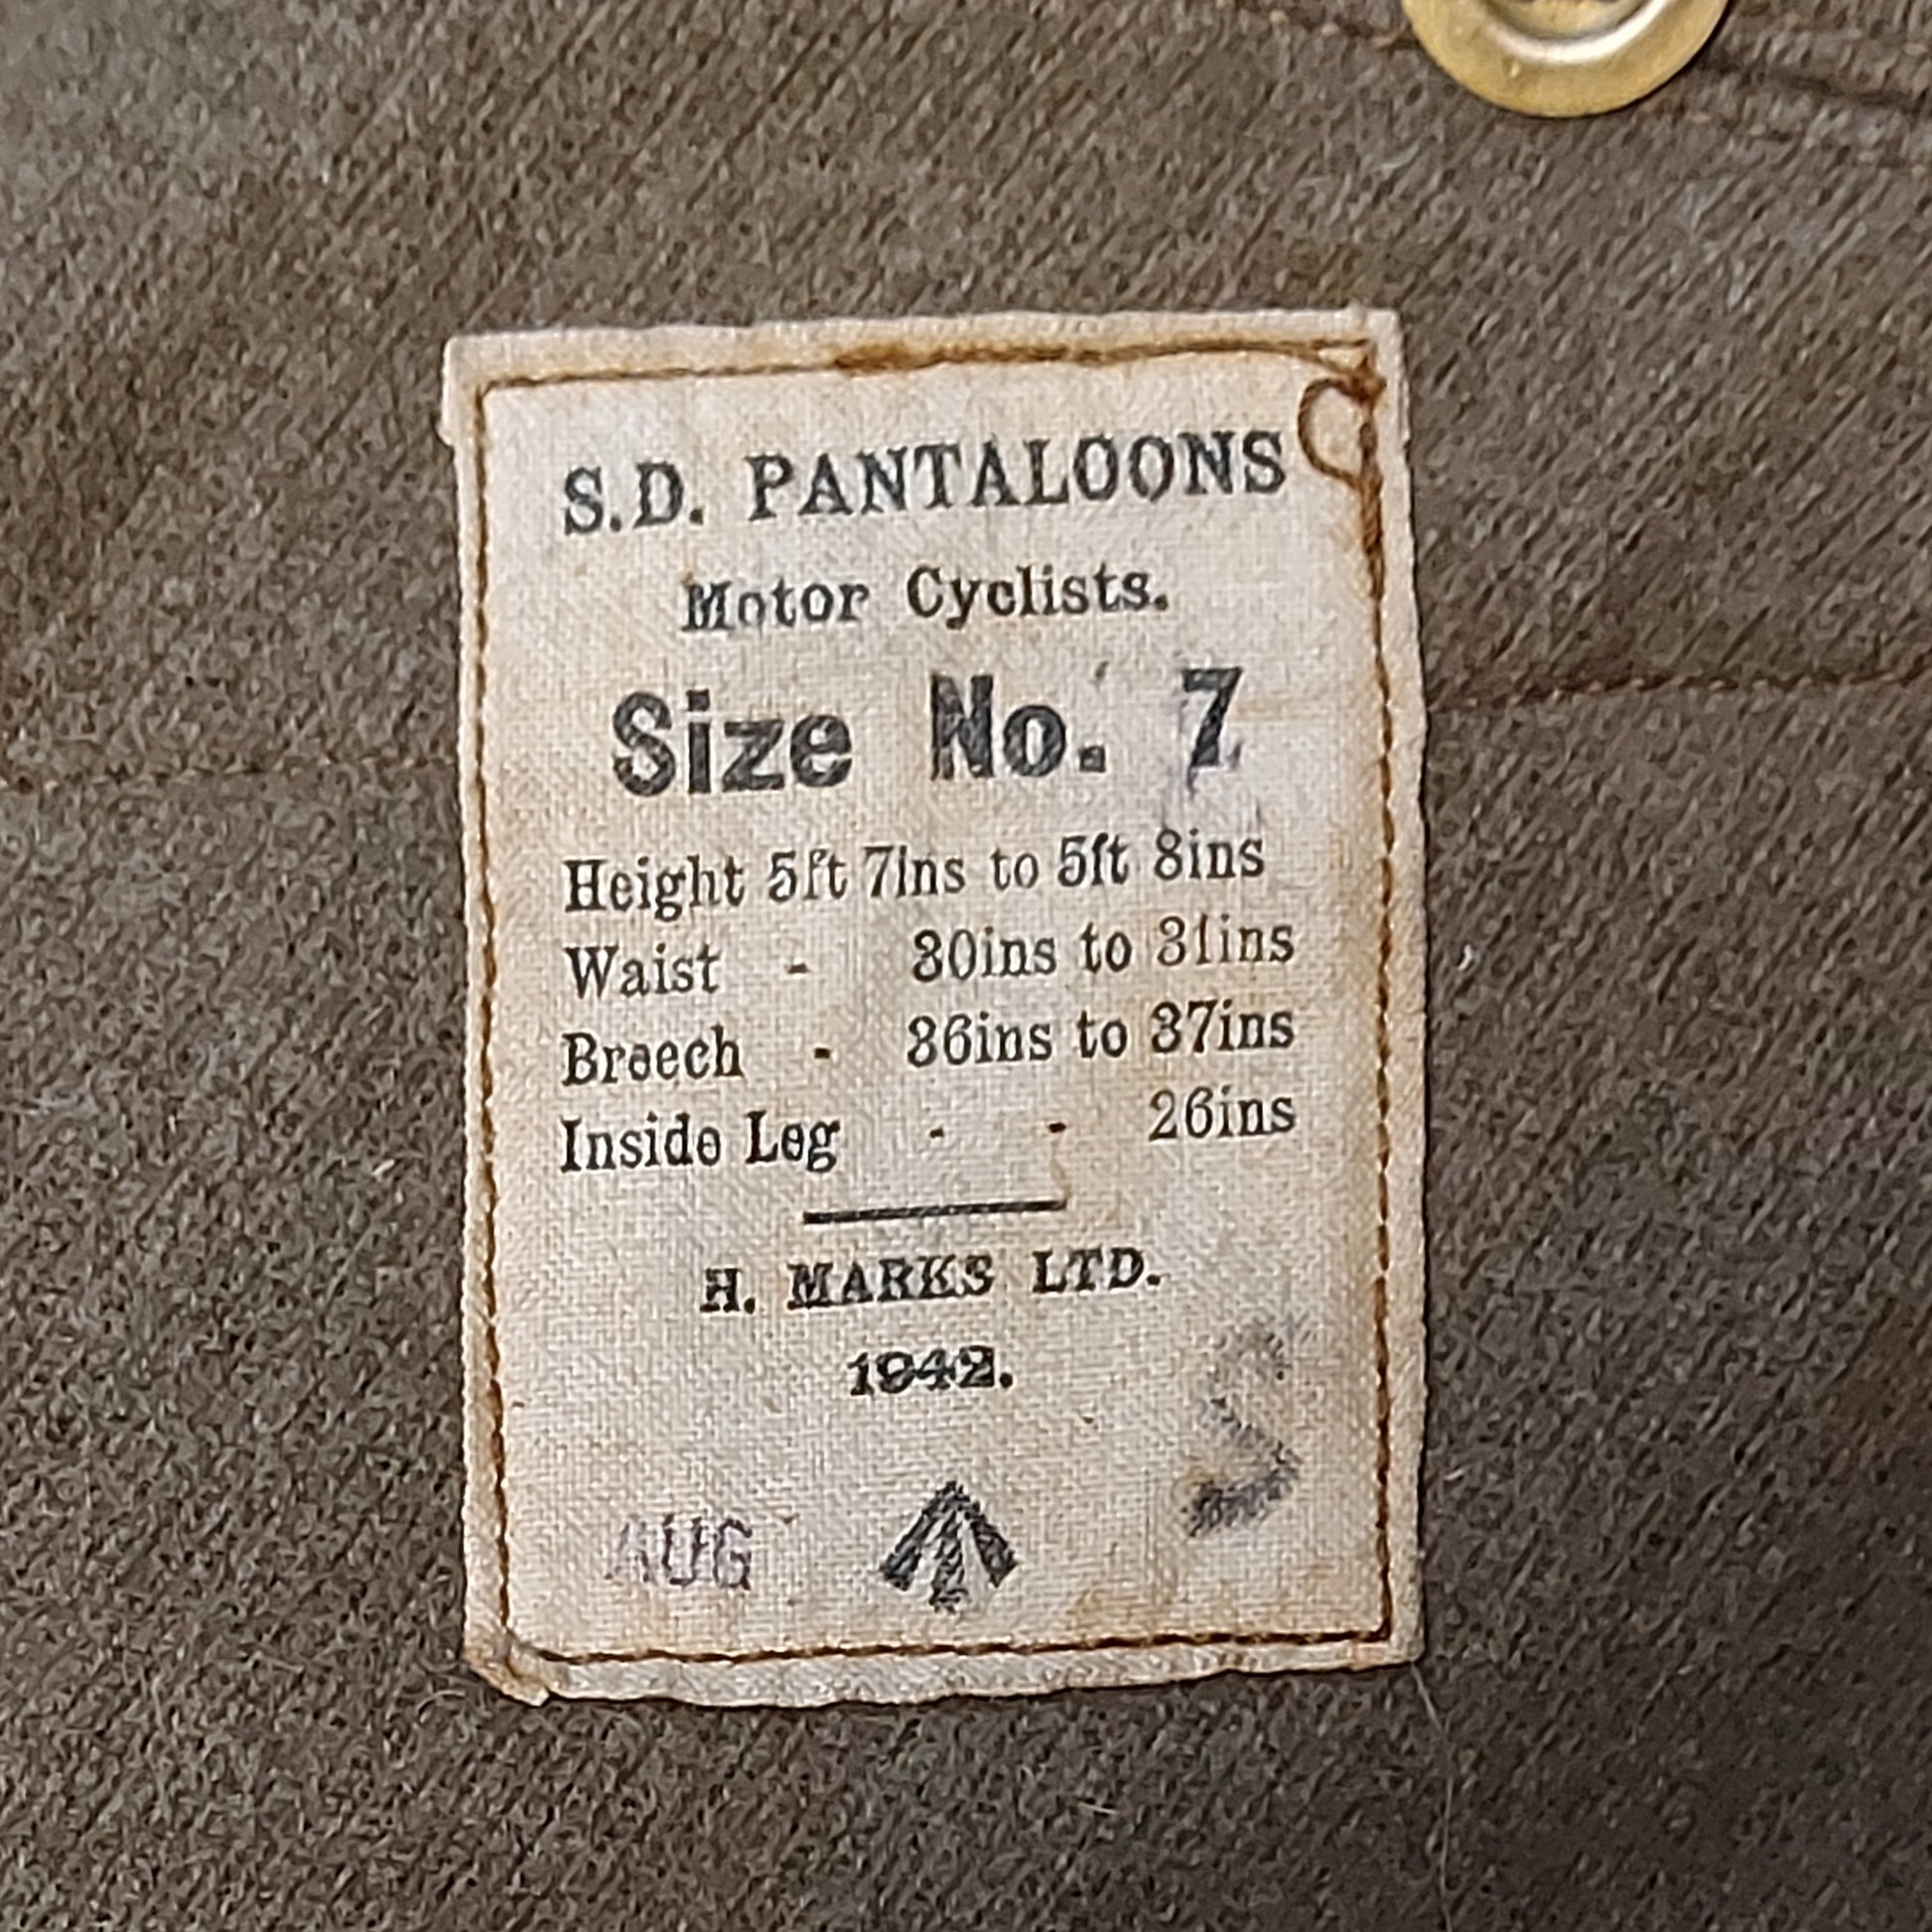 S.D. PANTALOONS
Motor Cyclists.
Size No. 7
Height 5ft 7ins to 5ft 8ins
Waist - 30ins to 31ins
Breech - 36ins to 37ins
Inside Leg - - 26ins
H. MARKS LTD.
1942.
AUG